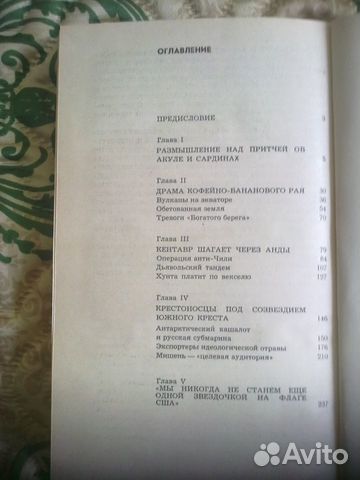 ОГЛАВЛЕНИЕ
ПРЕДИСЛОВИЕ 3
Глава I
РАЗМЫШЛЕНИЕ НАД ПРИТЧЕЙ ОБ
АКУЛЕ И САРДИНАХ 5
Глава II
ДРАМА КОФЕЙНО-БАНАНОВОГО РАЯ 30
Вулканы на экваторе 36
Обетованная земля 54
Тревоги «Богатого берега» 70
Глава III
КЕНТАВР ШАГАЕТ ЧЕРЕЗ АНДЫ 79
Операция анти-Чили 84
Дьявольский тандем 107
Хунта платит по векселю 127
Глава IV
КРЕСТОНОСЦЫ ПОД СОЗВЕЗДИЕМ
ЮЖНОГО КРЕСТА 146
Антарктический кашалот
и русская субмарина 150
Экспортеры идеологической отравы 176
Мишень — «целевая аудитория» 210
Глава V
«МЫ НИКОГДА НЕ СТАНЕМ ЕЩЕ
ОДНОЙ ЗВЕЗДОЧКОЙ НА ФЛАГЕ
США» 237
Avito